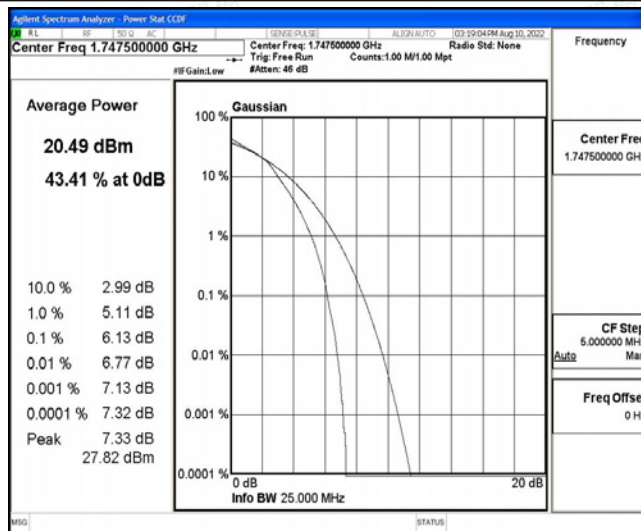 Agilent Spectrum Analyzer - Power Stat CCDF
RL RF 50 Ω AC SENSE:PULSE ALIGN AUTO 03:19:04 PM Aug 10, 2022
Center Freq 1.747500000 GHz
Center Freq: 1.747500000 GHz Radio Std: None
Trig: Free Run Counts:1.00 M/1.00 Mpt
#IFGain:Low #Atten: 46 dB
Average Power
20.49 dBm
43.41 % at 0dB
10.0 % 2.99 dB
1.0 % 5.11 dB
0.1 % 6.13 dB
0.01 % 6.77 dB
0.001 % 7.13 dB
0.0001 % 7.32 dB
Peak 7.33 dB
27.82 dBm
Gaussian
100 %
10 %
1 %
0.1 %
0.01 %
0.001 %
0.0001 %
0 dB 20 dB
Info BW 25.000 MHz
Frequency
Center Fre
1.747500000 GH
CF Step
5.000000 MH
Auto Ma
Freq Offse
0 H
MSG STATUS